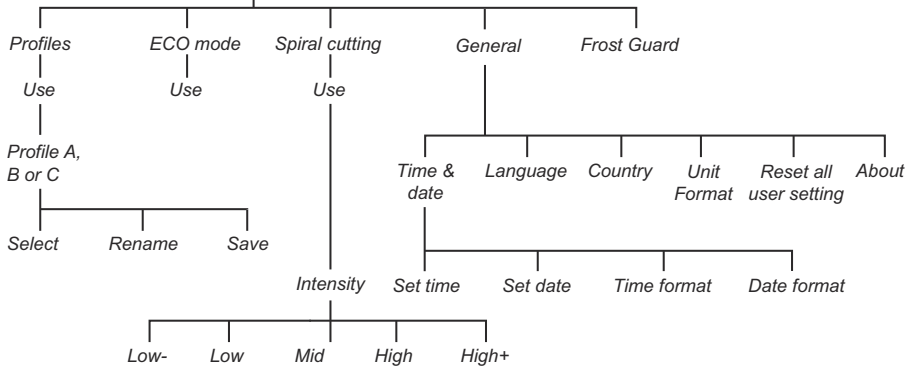 Profiles
ECO mode
Spiral cutting
General
Frost Guard
Use
Use
Use
Profile A,
B or C
Time &
date
Language
Country
Unit
Format
Reset all
user setting
About
Select
Rename
Save
Intensity
Set time
Set date
Time format
Date format
Low-
Low
Mid
High
High+